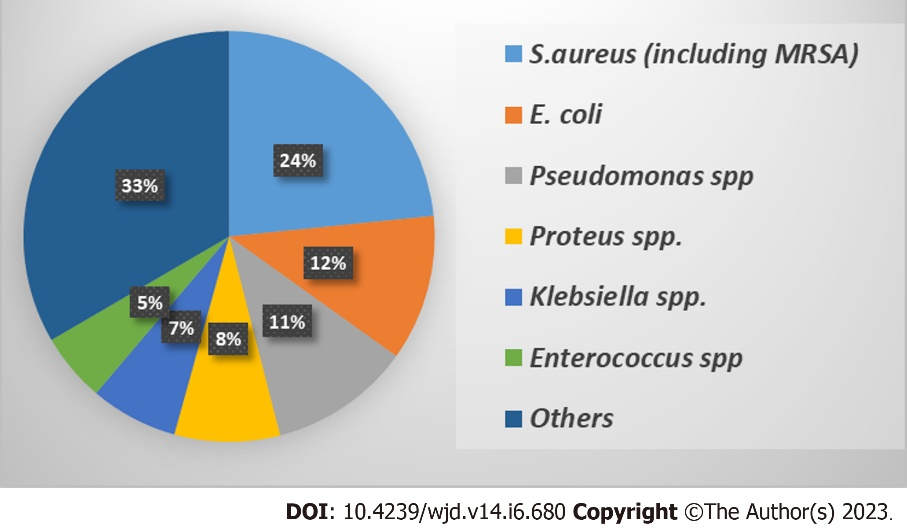 24%
12%
11%
8%
7%
5%
33%
S.aureus (including MRSA)
E. coli
Pseudomonas spp
Proteus spp.
Klebsiella spp.
Enterococcus spp
Others
DOI: 10.4239/wjd.v14.i6.680 Copyright ©The Author(s) 2023.